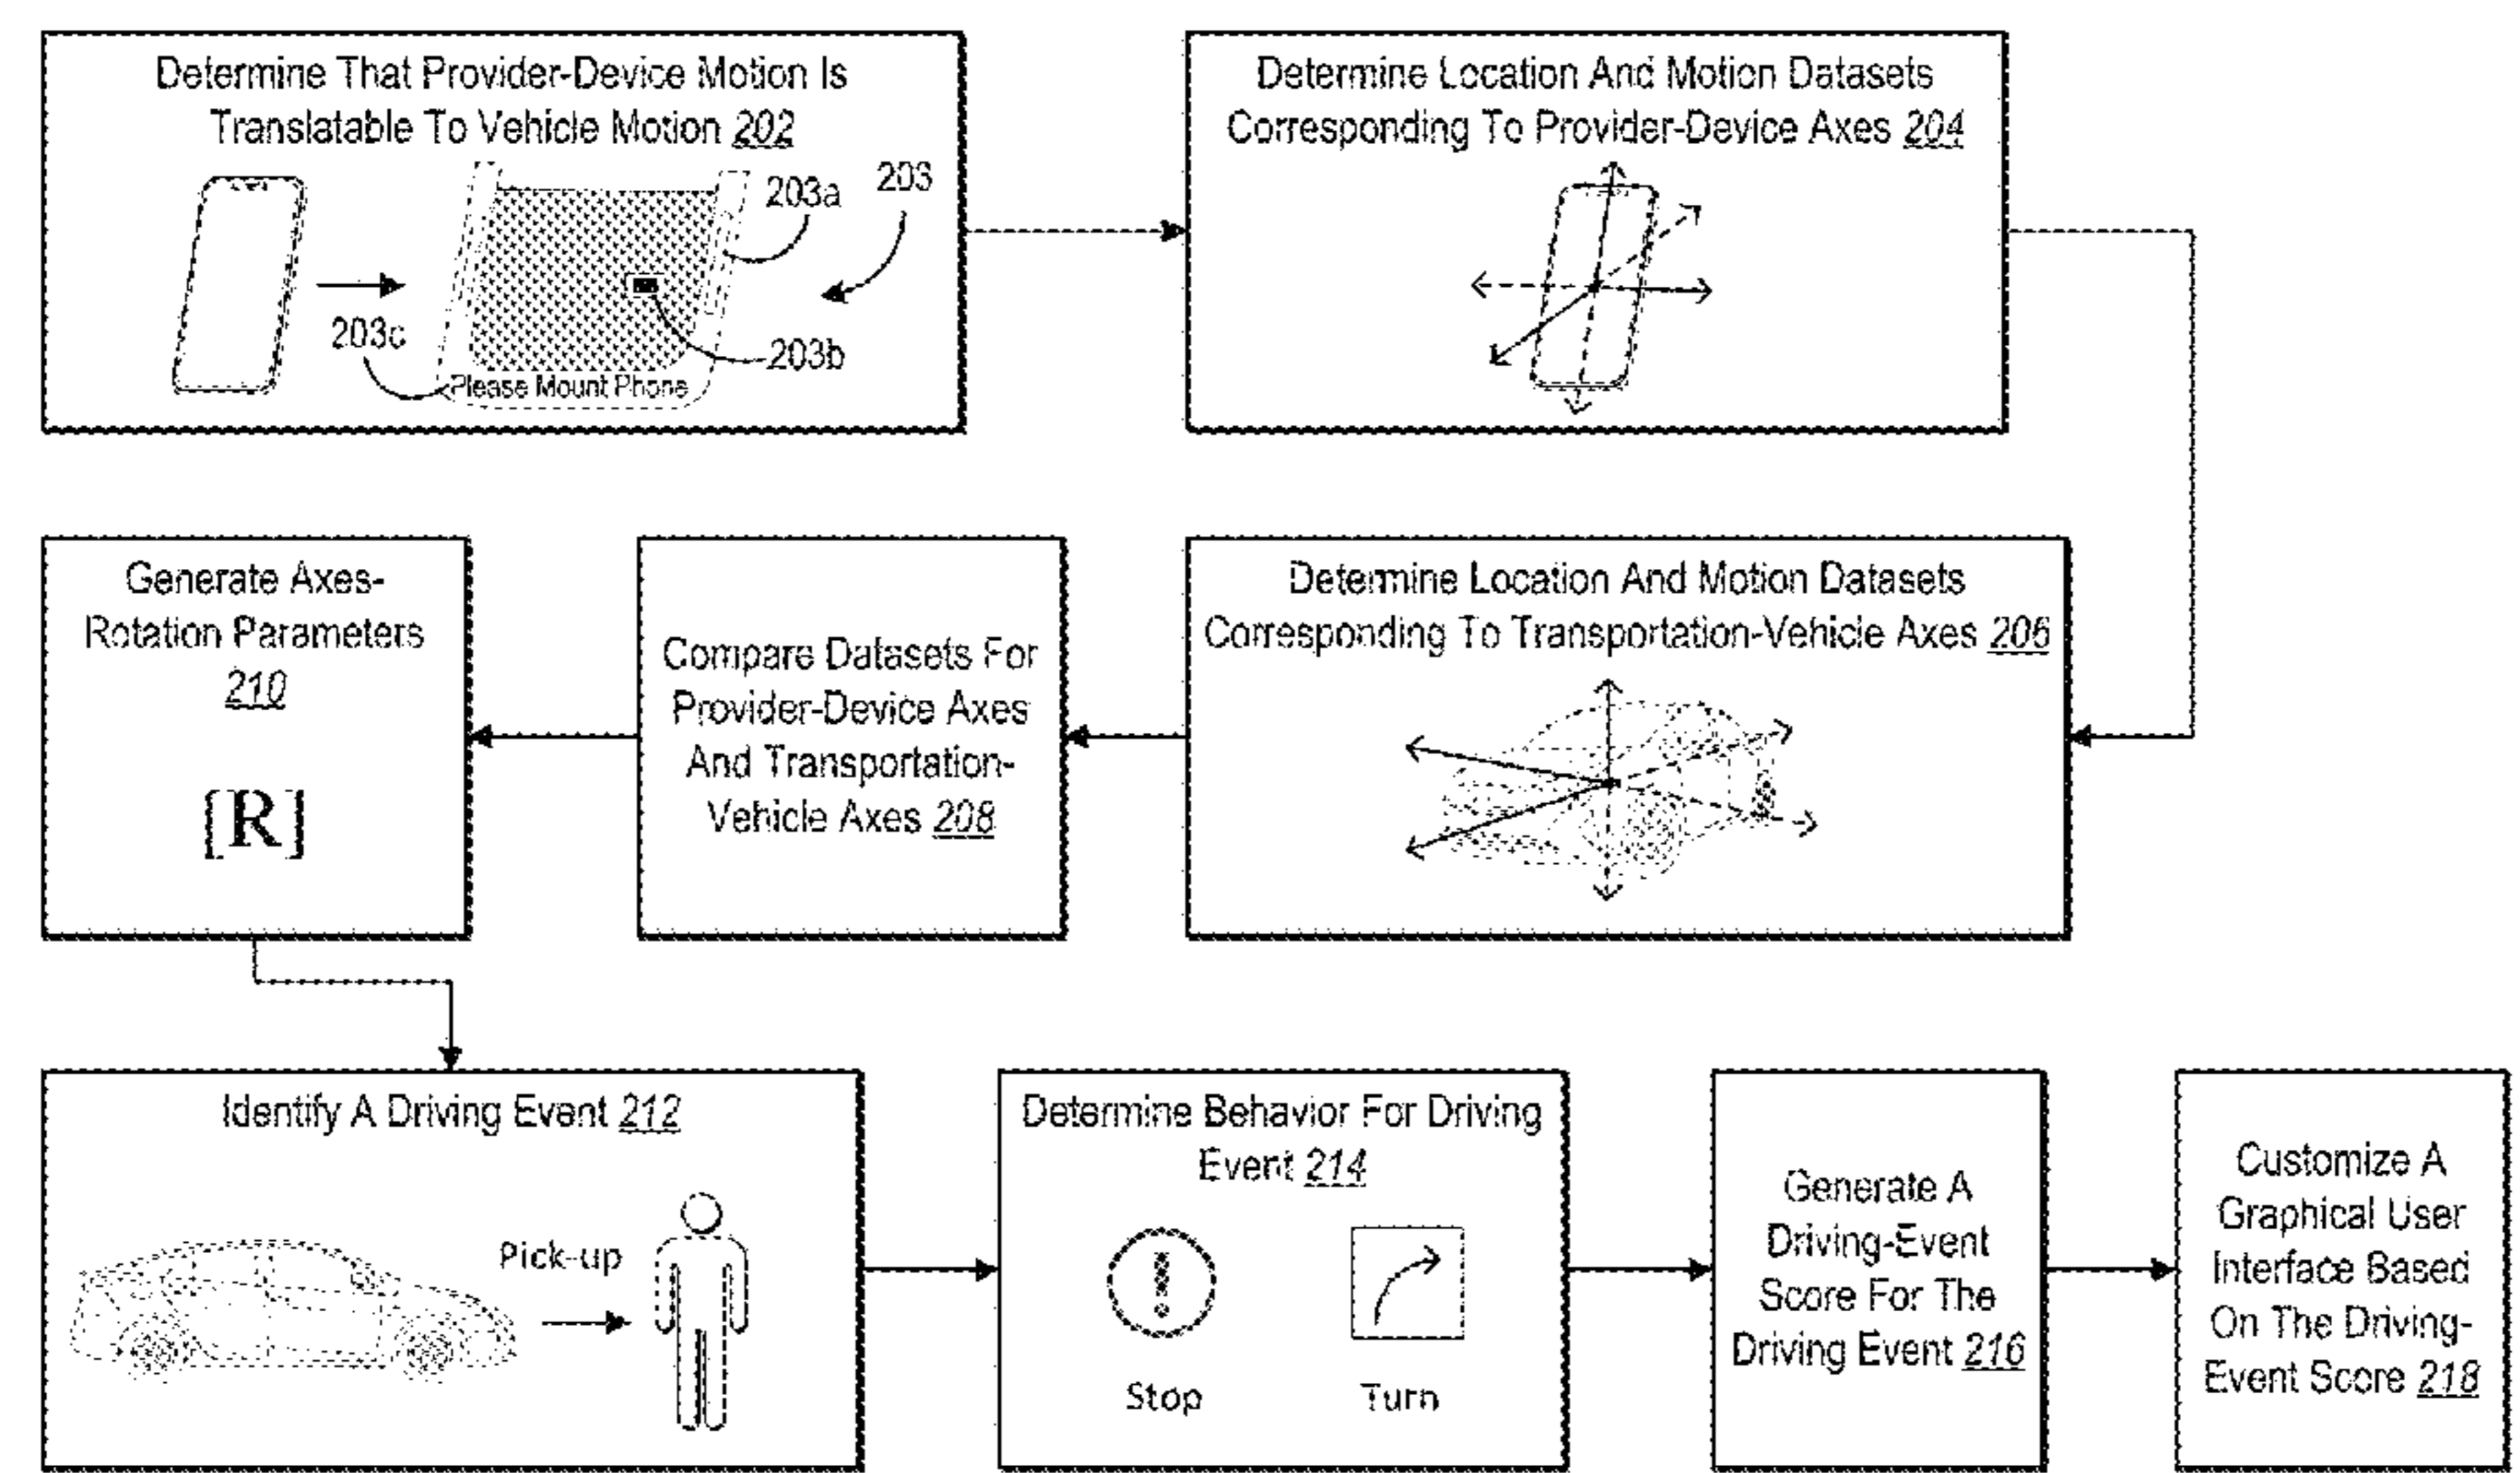 Determine That Provider-Device Motion Is
Translatable To Vehicle Motion 202
203a
203
203c
203b
Please Mount Phone
Determine Location And Motion Datasets
Corresponding To Provider-Device Axes 204
Generate Axes-
Rotation Parameters
210
[R]
Compare Datasets For
Provider-Device Axes
And Transportation-
Vehicle Axes 208
Determine Location And Motion Datasets
Corresponding To Transportation-Vehicle Axes 206
Identify A Driving Event 212
Pick-up
Determine Behavior For Driving
Event 214
Stop
Turn
Generate A
Driving-Event
Score For The
Driving Event 216
Customize A
Graphical User
Interface Based
On The Driving-
Event Score 218